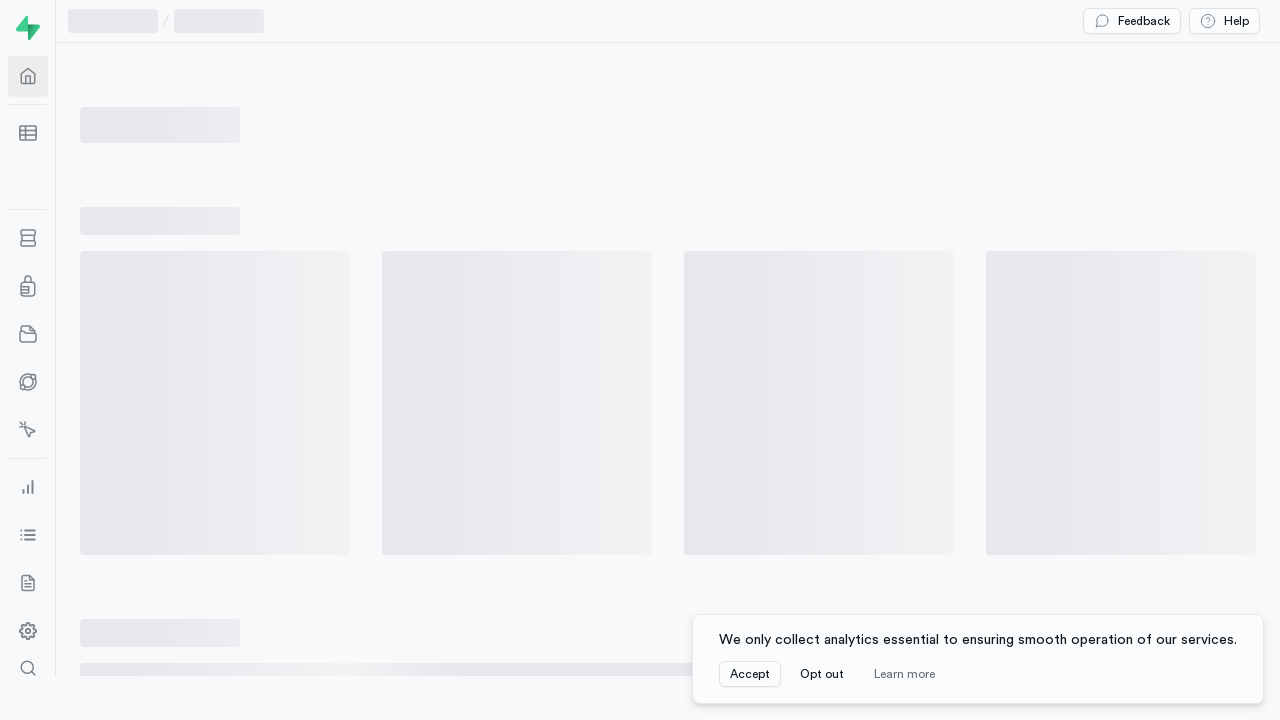 /
Feedback
Help
We only collect analytics essential to ensuring smooth operation of our services.
Accept
Opt out
Learn more